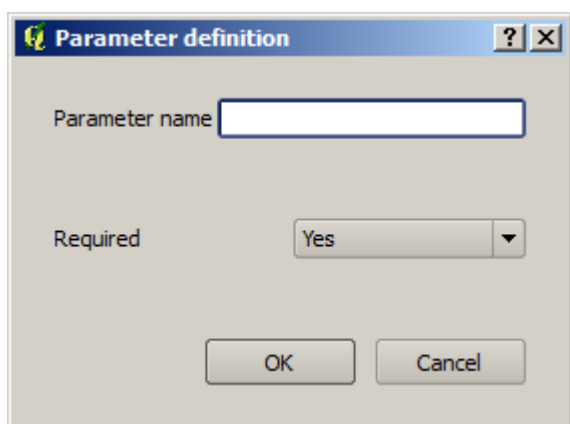 Parameter definition
Parameter name
Required Yes
OK Cancel